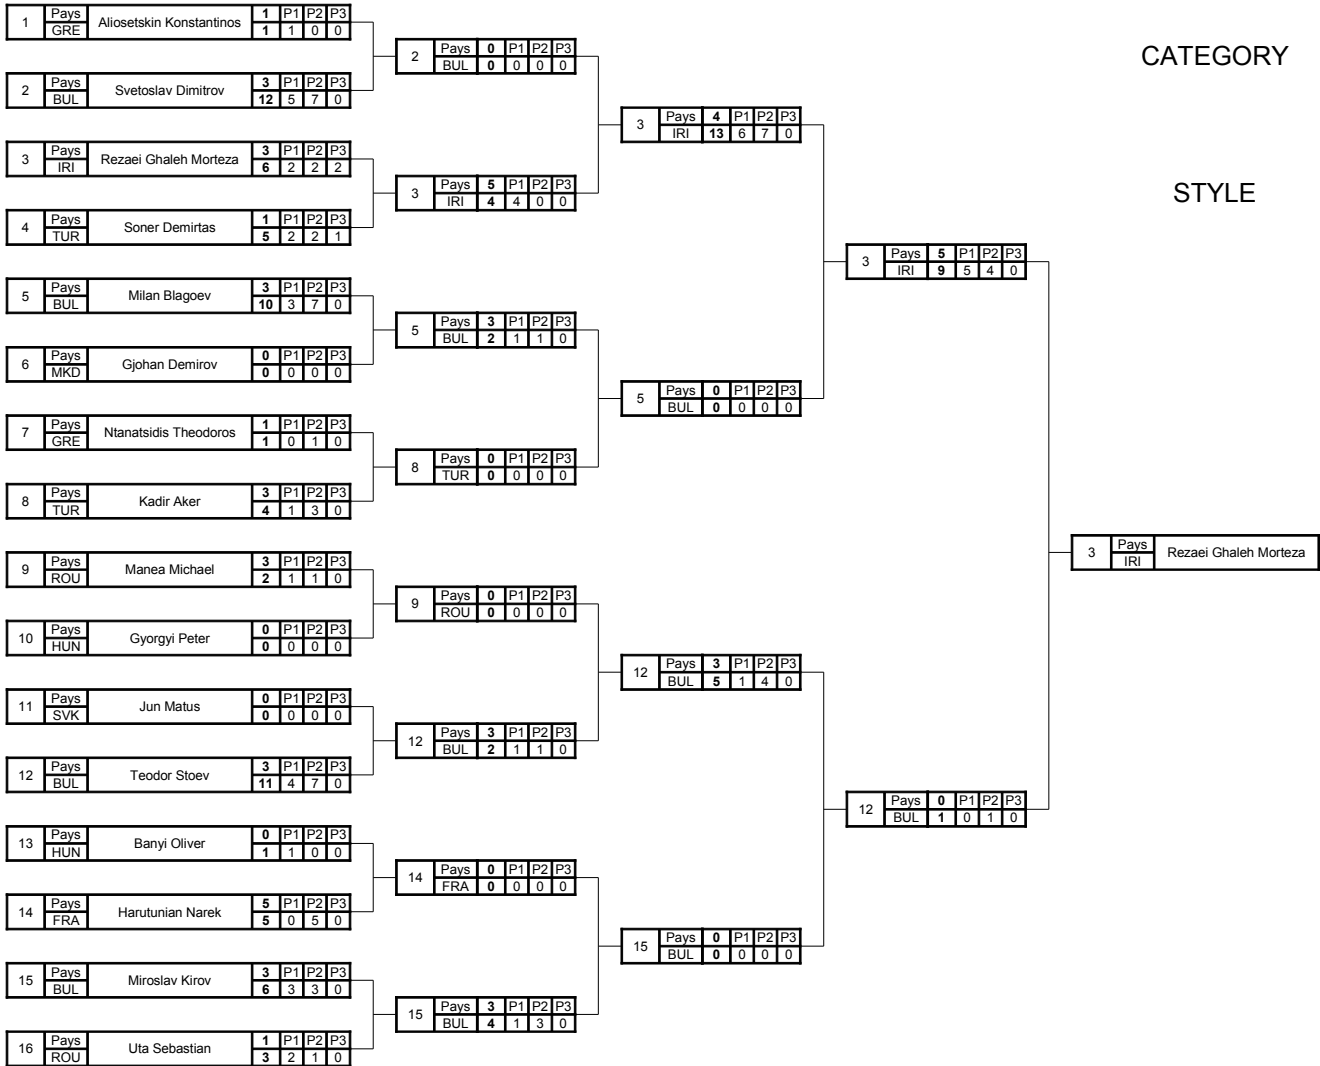 CATEGORY
STYLE
1 Pays Aliosetskin Konstantinos 1 P1 P2 P3
GRE 1 1 0 0
2 Pays Svetoslav Dimitrov 3 P1 P2 P3
BUL 12 5 7 0
3 Pays Rezaei Ghaleh Morteza 3 P1 P2 P3
IRI 6 2 2 2
4 Pays Soner Demirtas 1 P1 P2 P3
TUR 5 2 2 1
5 Pays Milan Blagoev 3 P1 P2 P3
BUL 10 3 7 0
6 Pays Gjohan Demirov 0 P1 P2 P3
MKD 0 0 0 0
7 Pays Ntanatsidis Theodoros 1 P1 P2 P3
GRE 1 0 1 0
8 Pays Kadir Aker 3 P1 P2 P3
TUR 4 1 3 0
9 Pays Manea Michael 3 P1 P2 P3
ROU 2 1 1 0
10 Pays Gyorgyi Peter 0 P1 P2 P3
HUN 0 0 0 0
11 Pays Jun Matus 0 P1 P2 P3
SVK 0 0 0 0
12 Pays Teodor Stoev 3 P1 P2 P3
BUL 11 4 7 0
13 Pays Banyi Oliver 0 P1 P2 P3
HUN 1 1 0 0
14 Pays Harutunian Narek 5 P1 P2 P3
FRA 5 0 5 0
15 Pays Miroslav Kirov 3 P1 P2 P3
BUL 6 3 3 0
16 Pays Uta Sebastian 1 P1 P2 P3
ROU 3 2 1 0
2 Pays 0 P1 P2 P3
BUL 0 0 0 0
3 Pays 5 P1 P2 P3
IRI 4 4 0 0
5 Pays 3 P1 P2 P3
BUL 2 1 1 0
8 Pays 0 P1 P2 P3
TUR 0 0 0 0
9 Pays 0 P1 P2 P3
ROU 0 0 0 0
12 Pays 3 P1 P2 P3
BUL 2 1 1 0
14 Pays 0 P1 P2 P3
FRA 0 0 0 0
15 Pays 3 P1 P2 P3
BUL 4 1 3 0
3 Pays 4 P1 P2 P3
IRI 13 6 7 0
5 Pays 0 P1 P2 P3
BUL 0 0 0 0
12 Pays 3 P1 P2 P3
BUL 5 1 4 0
15 Pays 0 P1 P2 P3
BUL 0 0 0 0
3 Pays 5 P1 P2 P3
IRI 9 5 4 0
12 Pays 0 P1 P2 P3
BUL 1 0 1 0
3 Pays Rezaei Ghaleh Morteza
IRI